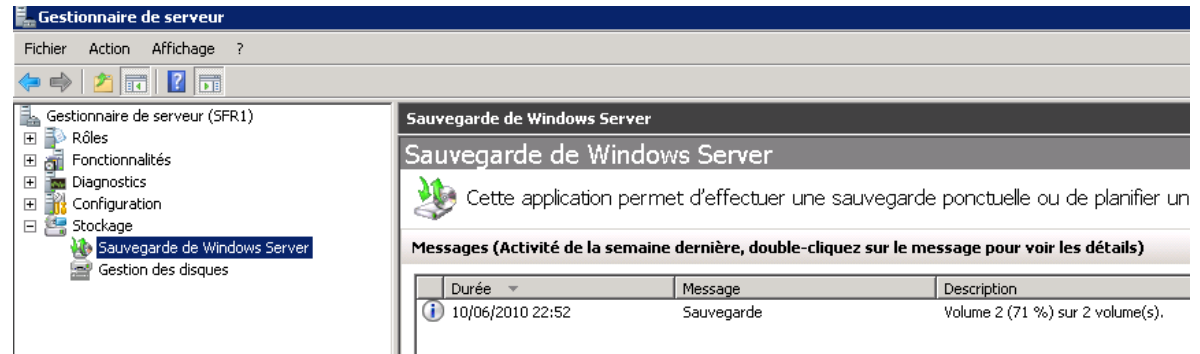 Gestionnaire de serveur
Fichier Action Affichage ?
Gestionnaire de serveur (SFR1)
Rôles
Fonctionnalités
Diagnostics
Configuration
Stockage
Sauvegarde de Windows Server
Gestion des disques
Sauvegarde de Windows Server
Sauvegarde de Windows Server
Cette application permet d'effectuer une sauvegarde ponctuelle ou de planifier un
Messages (Activité de la semaine dernière, double-cliquez sur le message pour voir les détails)
Durée Message Description
10/06/2010 22:52 Sauvegarde Volume 2 (71 %) sur 2 volume(s).